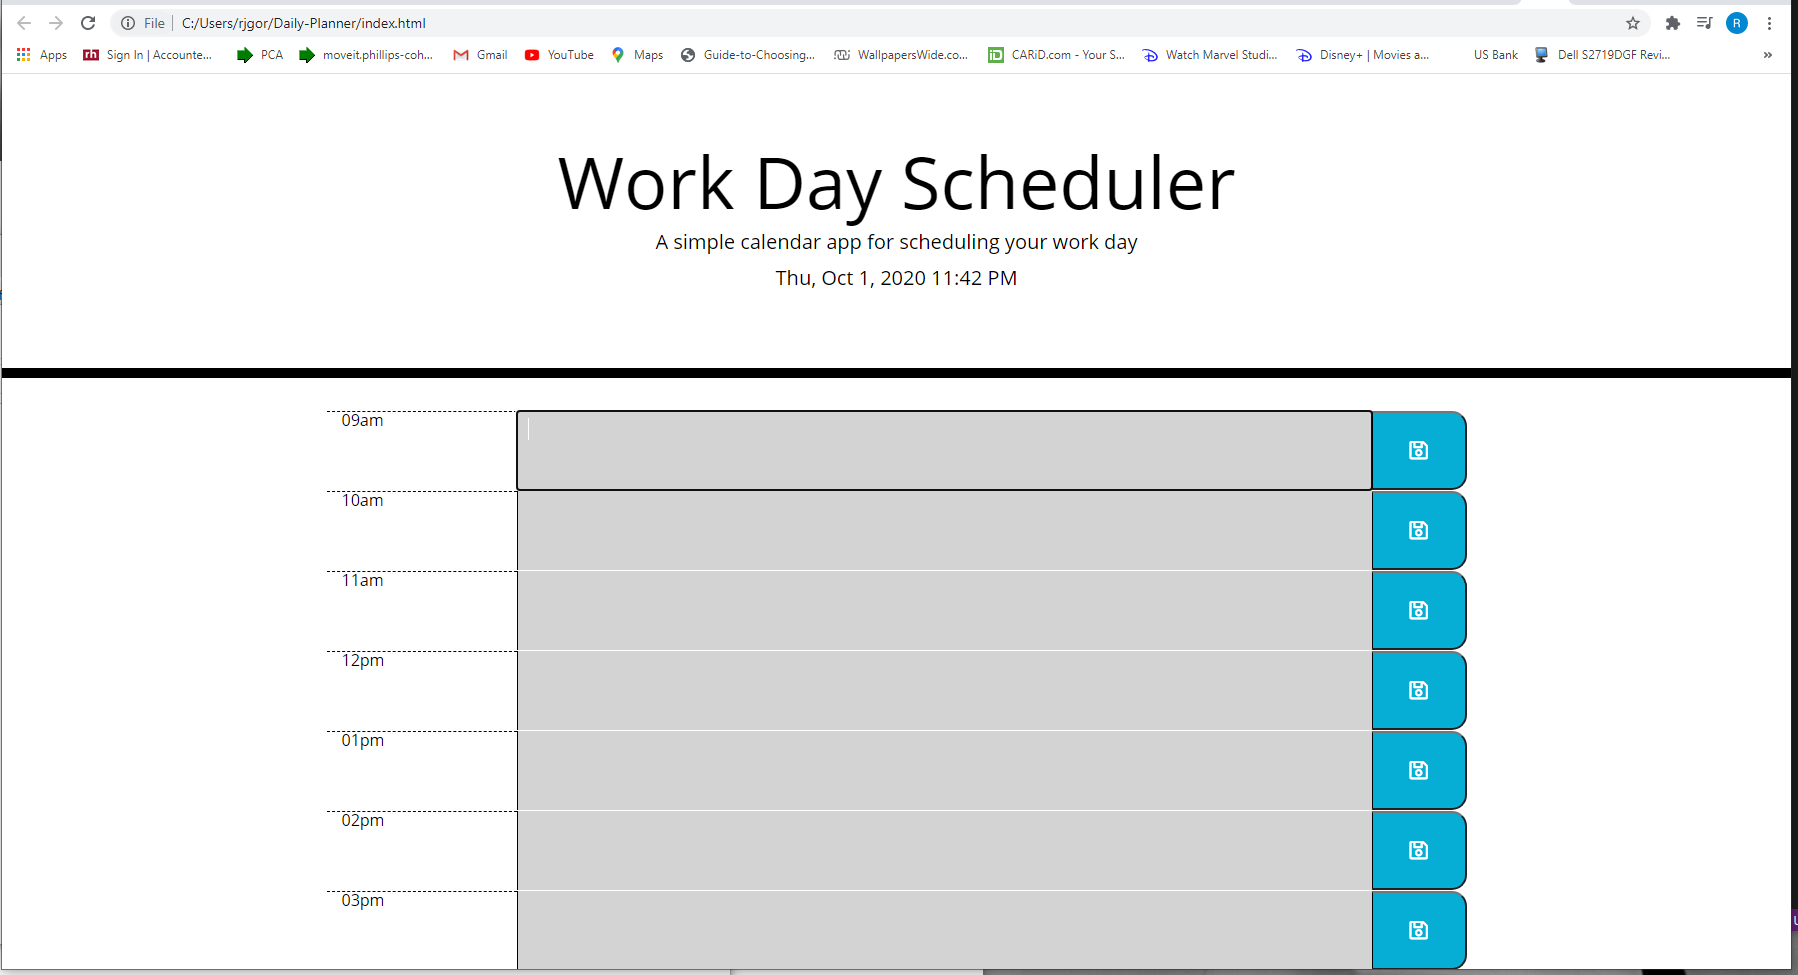 File C:/Users/rjgor/Daily-Planner/index.html R
Apps rh Sign In | Accounte... PCA moveit.phillips-coh... Gmail YouTube Maps Guide-to-Choosing... WallpapersWide.co... iD CARiD.com - Your S... Watch Marvel Studi... Disney+ | Movies a... US Bank Dell S2719DGF Revi... »
Work Day Scheduler
A simple calendar app for scheduling your work day
Thu, Oct 1, 2020 11:42 PM
09am
10am
11am
12pm
01pm
02pm
03pm